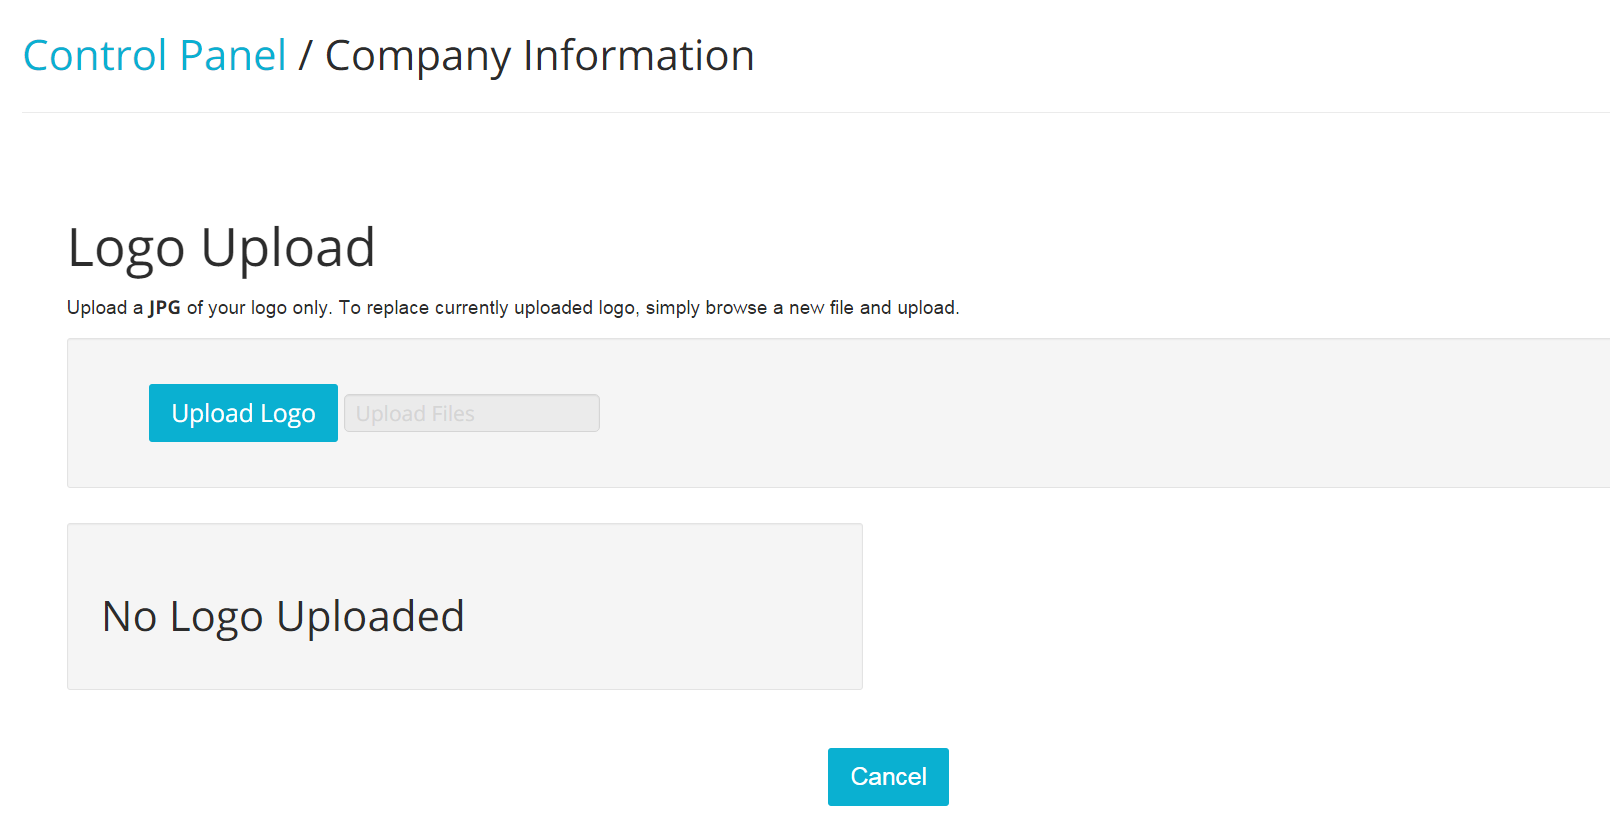 Control Panel / Company Information
Logo Upload
Upload a JPG of your logo only. To replace currently uploaded logo, simply browse a new file and upload.
Upload Logo Upload Files
No Logo Uploaded
Cancel